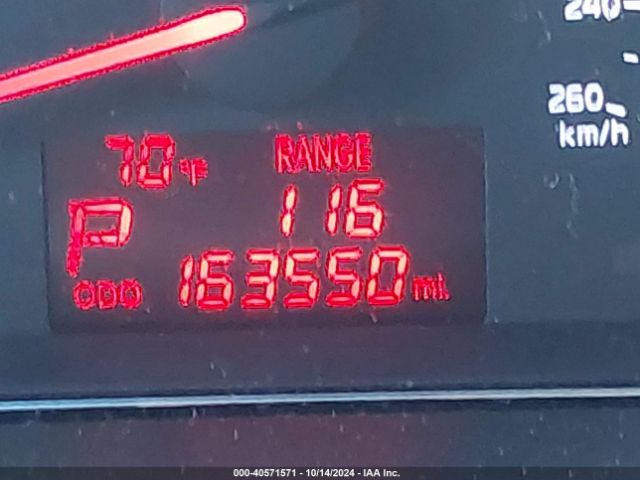 240
260
km/h
70°F RANGE
P 116
ODO 163550 mi.
000-40571571 - 10/14/2024 - IAA Inc.